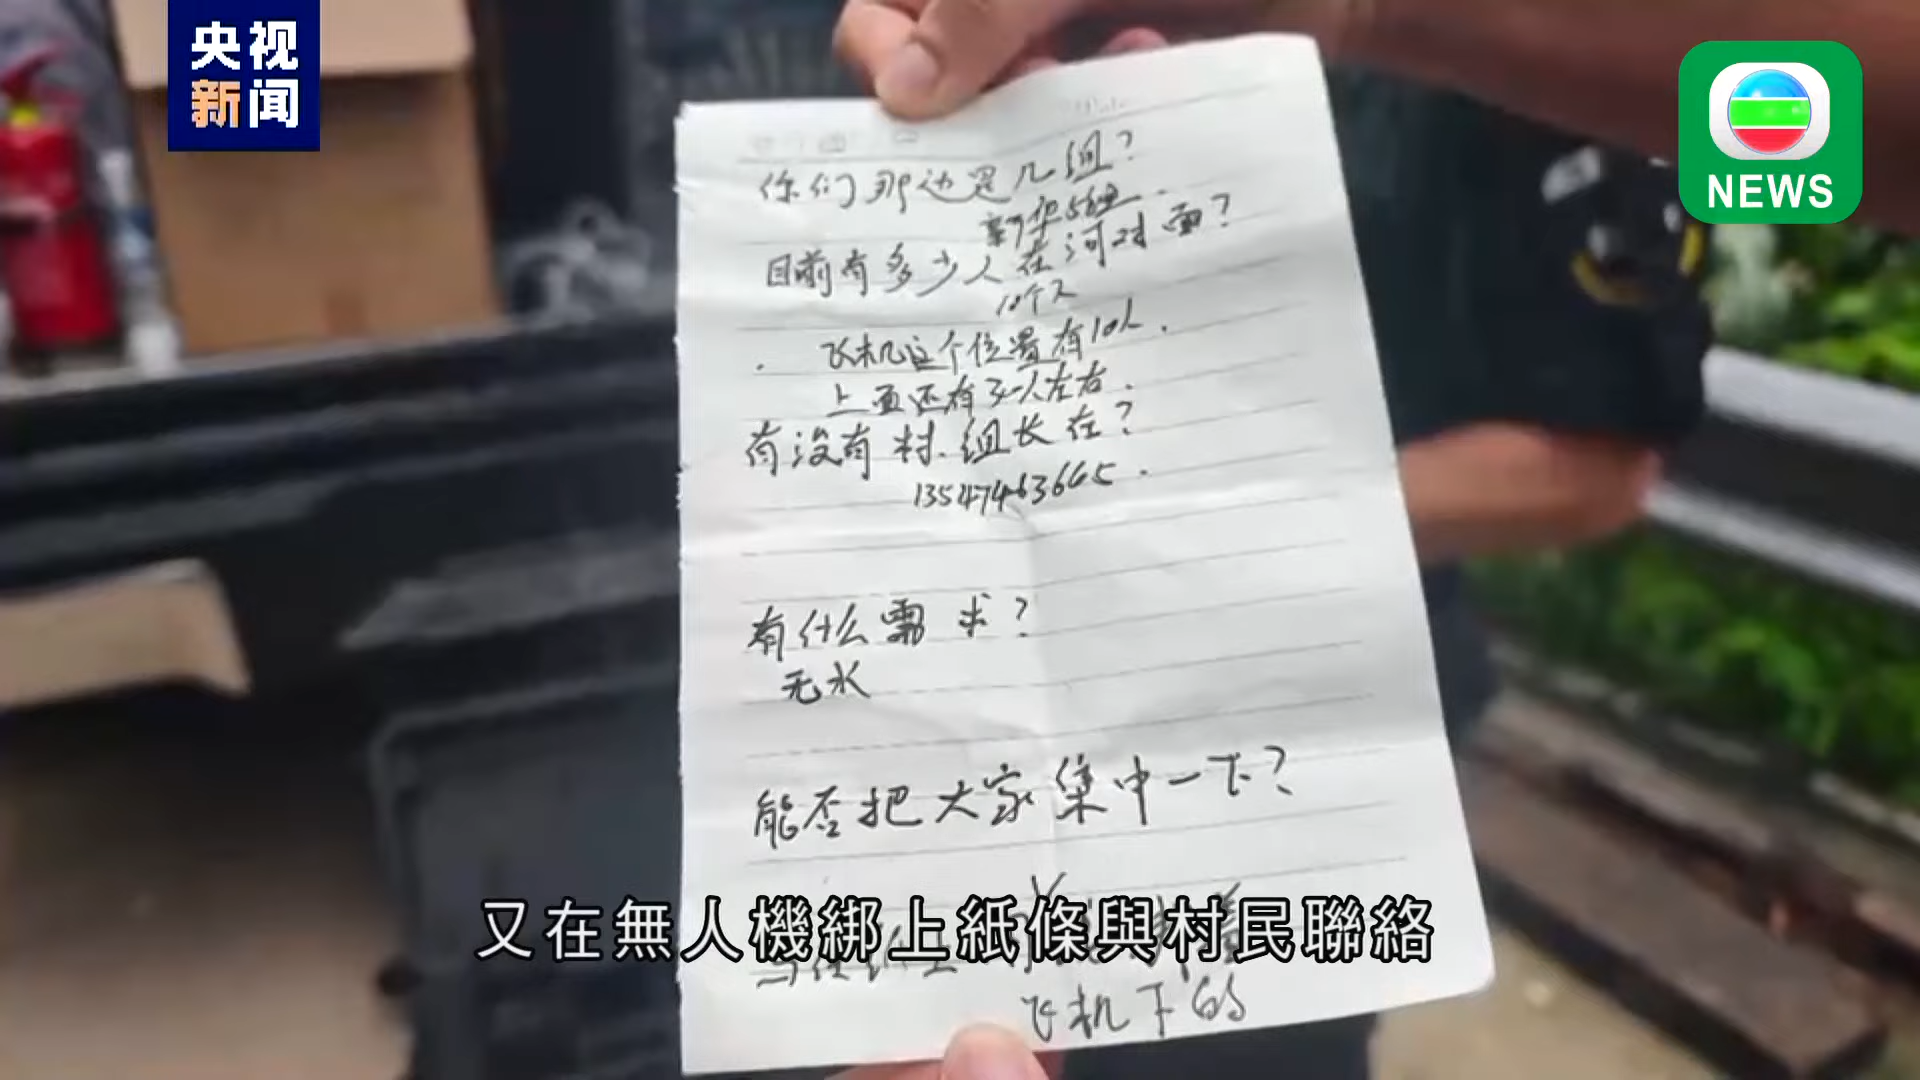 央视
新闻
NEWS
你们那边是几组?
新华5组.
目前有多少人在河对面?
10个人
飞机这个位置有10人.
上面还有 人左右.
有没有村.组长在?
13547463665.
有什么需求?
无水
能否把大家集中一下?
又在無人機綁上紙條與村民聯絡
飞机下的